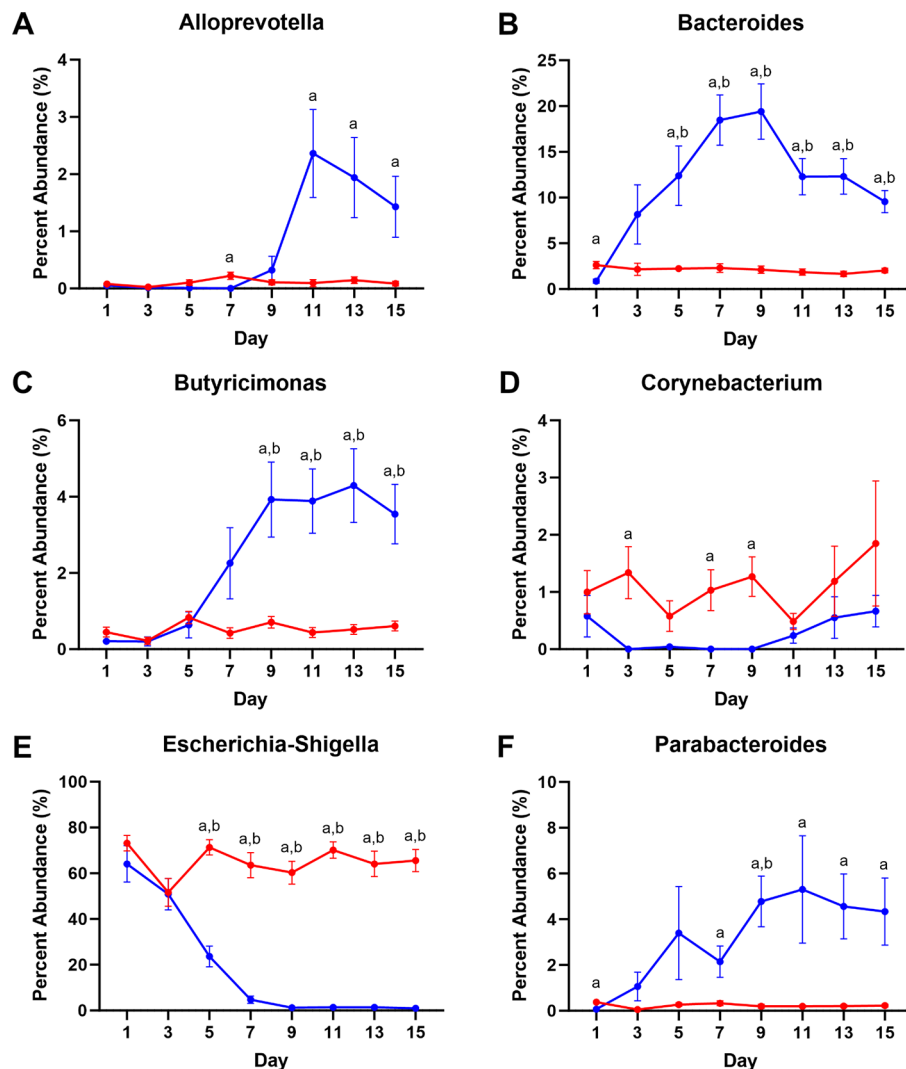 A
Alloprevotella
Percent Abundance (%)
4
3
2
1
0
a
a
a
a
1 3 5 7 9 11 13 15
Day
B
Bacteroides
Percent Abundance (%)
25
20
15
10
5
0
a
a,b
a,b
a,b
a,b
a,b
a,b
1 3 5 7 9 11 13 15
Day
C
Butyricimonas
Percent Abundance (%)
6
4
2
0
a,b
a,b
a,b
a,b
1 3 5 7 9 11 13 15
Day
D
Corynebacterium
Percent Abundance (%)
4
3
2
1
0
a
a
a
1 3 5 7 9 11 13 15
Day
E
Escherichia-Shigella
Percent Abundance (%)
100
80
60
40
20
0
a,b
a,b
a,b
a,b
a,b
a,b
1 3 5 7 9 11 13 15
Day
F
Parabacteroides
Percent Abundance (%)
10
8
6
4
2
0
a
a
a,b
a
a
a
1 3 5 7 9 11 13 15
Day